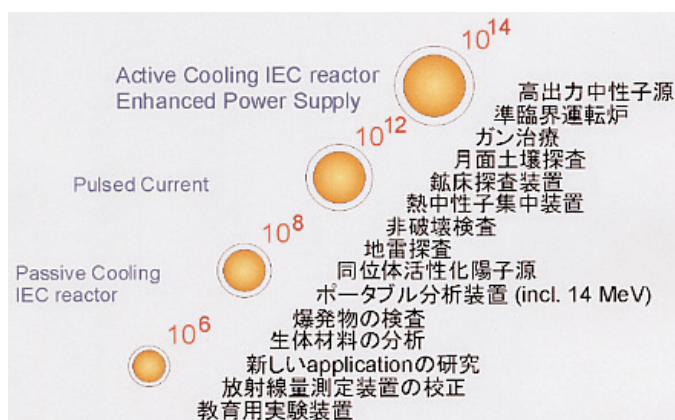 10^14
Active Cooling IEC reactor
Enhanced Power Supply
高出力中性子源
準臨界運転炉
10^12
ガン治療
月面土壌探査
Pulsed Current
鉱床探査装置
熱中性子集中装置
10^8
非破壊検査
地雷探査
Passive Cooling
IEC reactor
同位体活性化陽子源
ポータブル分析装置 (incl. 14 MeV)
10^6
爆発物の検査
生体材料の分析
新しいapplicationの研究
放射線量測定装置の校正
教育用実験装置